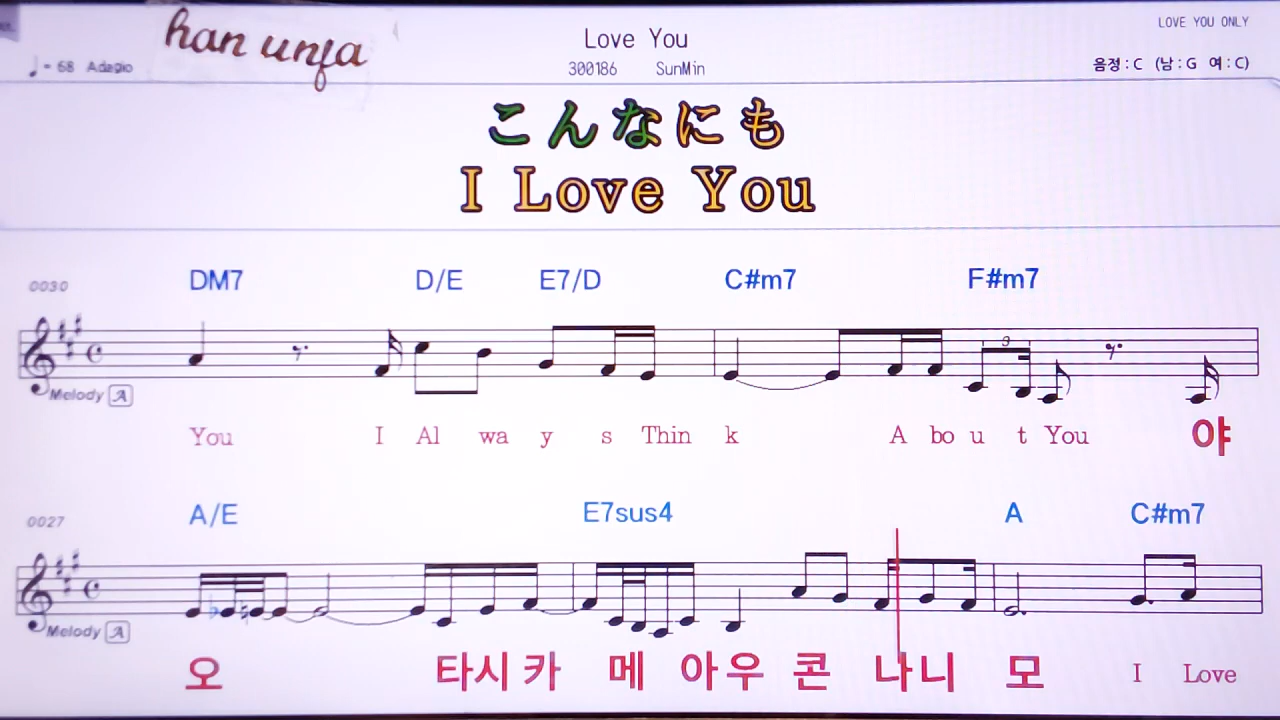 LOVE YOU ONLY
han unfa
Love You
♩= 68 Adagio
300186 SunMin
음정 : C (남 : G 여 : C)
こんなにも
I Love You
0030 DM7 D/E E7/D C#m7 F#m7
3
Melody A
You I Al wa y s Thin k A bo u t You 야
0027 A/E E7sus4 A C#m7
Melody A
오 타시 카 메 아우 콘 나니 모 I Love